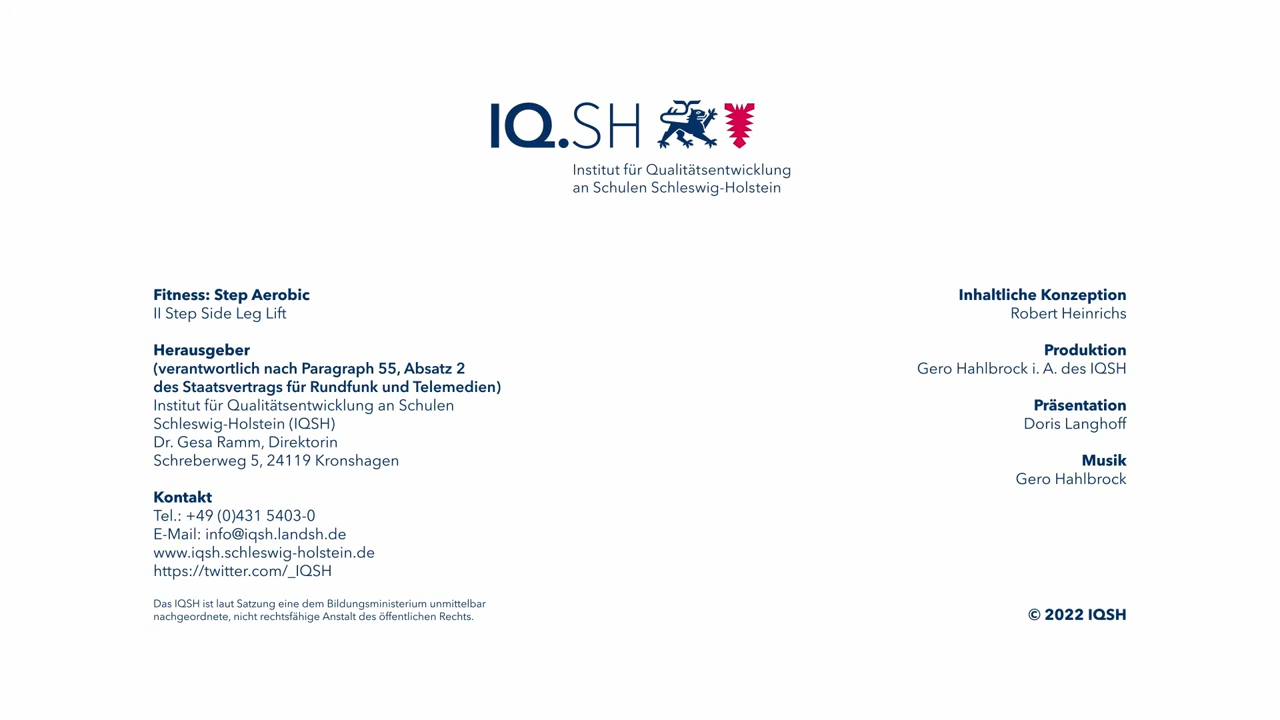 IQ.SH
Institut für Qualitätsentwicklung
an Schulen Schleswig-Holstein
Fitness: Step Aerobic
II Step Side Leg Lift
Herausgeber
(verantwortlich nach Paragraph 55, Absatz 2
des Staatsvertrags für Rundfunk und Telemedien)
Institut für Qualitätsentwicklung an Schulen
Schleswig-Holstein (IQSH)
Dr. Gesa Ramm, Direktorin
Schreberweg 5, 24119 Kronshagen
Kontakt
Tel.: +49 (0)431 5403-0
E-Mail: info@iqsh.landsh.de
www.iqsh.schleswig-holstein.de
https://twitter.com/_IQSH
Das IQSH ist laut Satzung eine dem Bildungsministerium unmittelbar
nachgeordnete, nicht rechtsfähige Anstalt des öffentlichen Rechts.
Inhaltliche Konzeption
Robert Heinrichs
Produktion
Gero Hahlbrock i. A. des IQSH
Präsentation
Doris Langhoff
Musik
Gero Hahlbrock
© 2022 IQSH